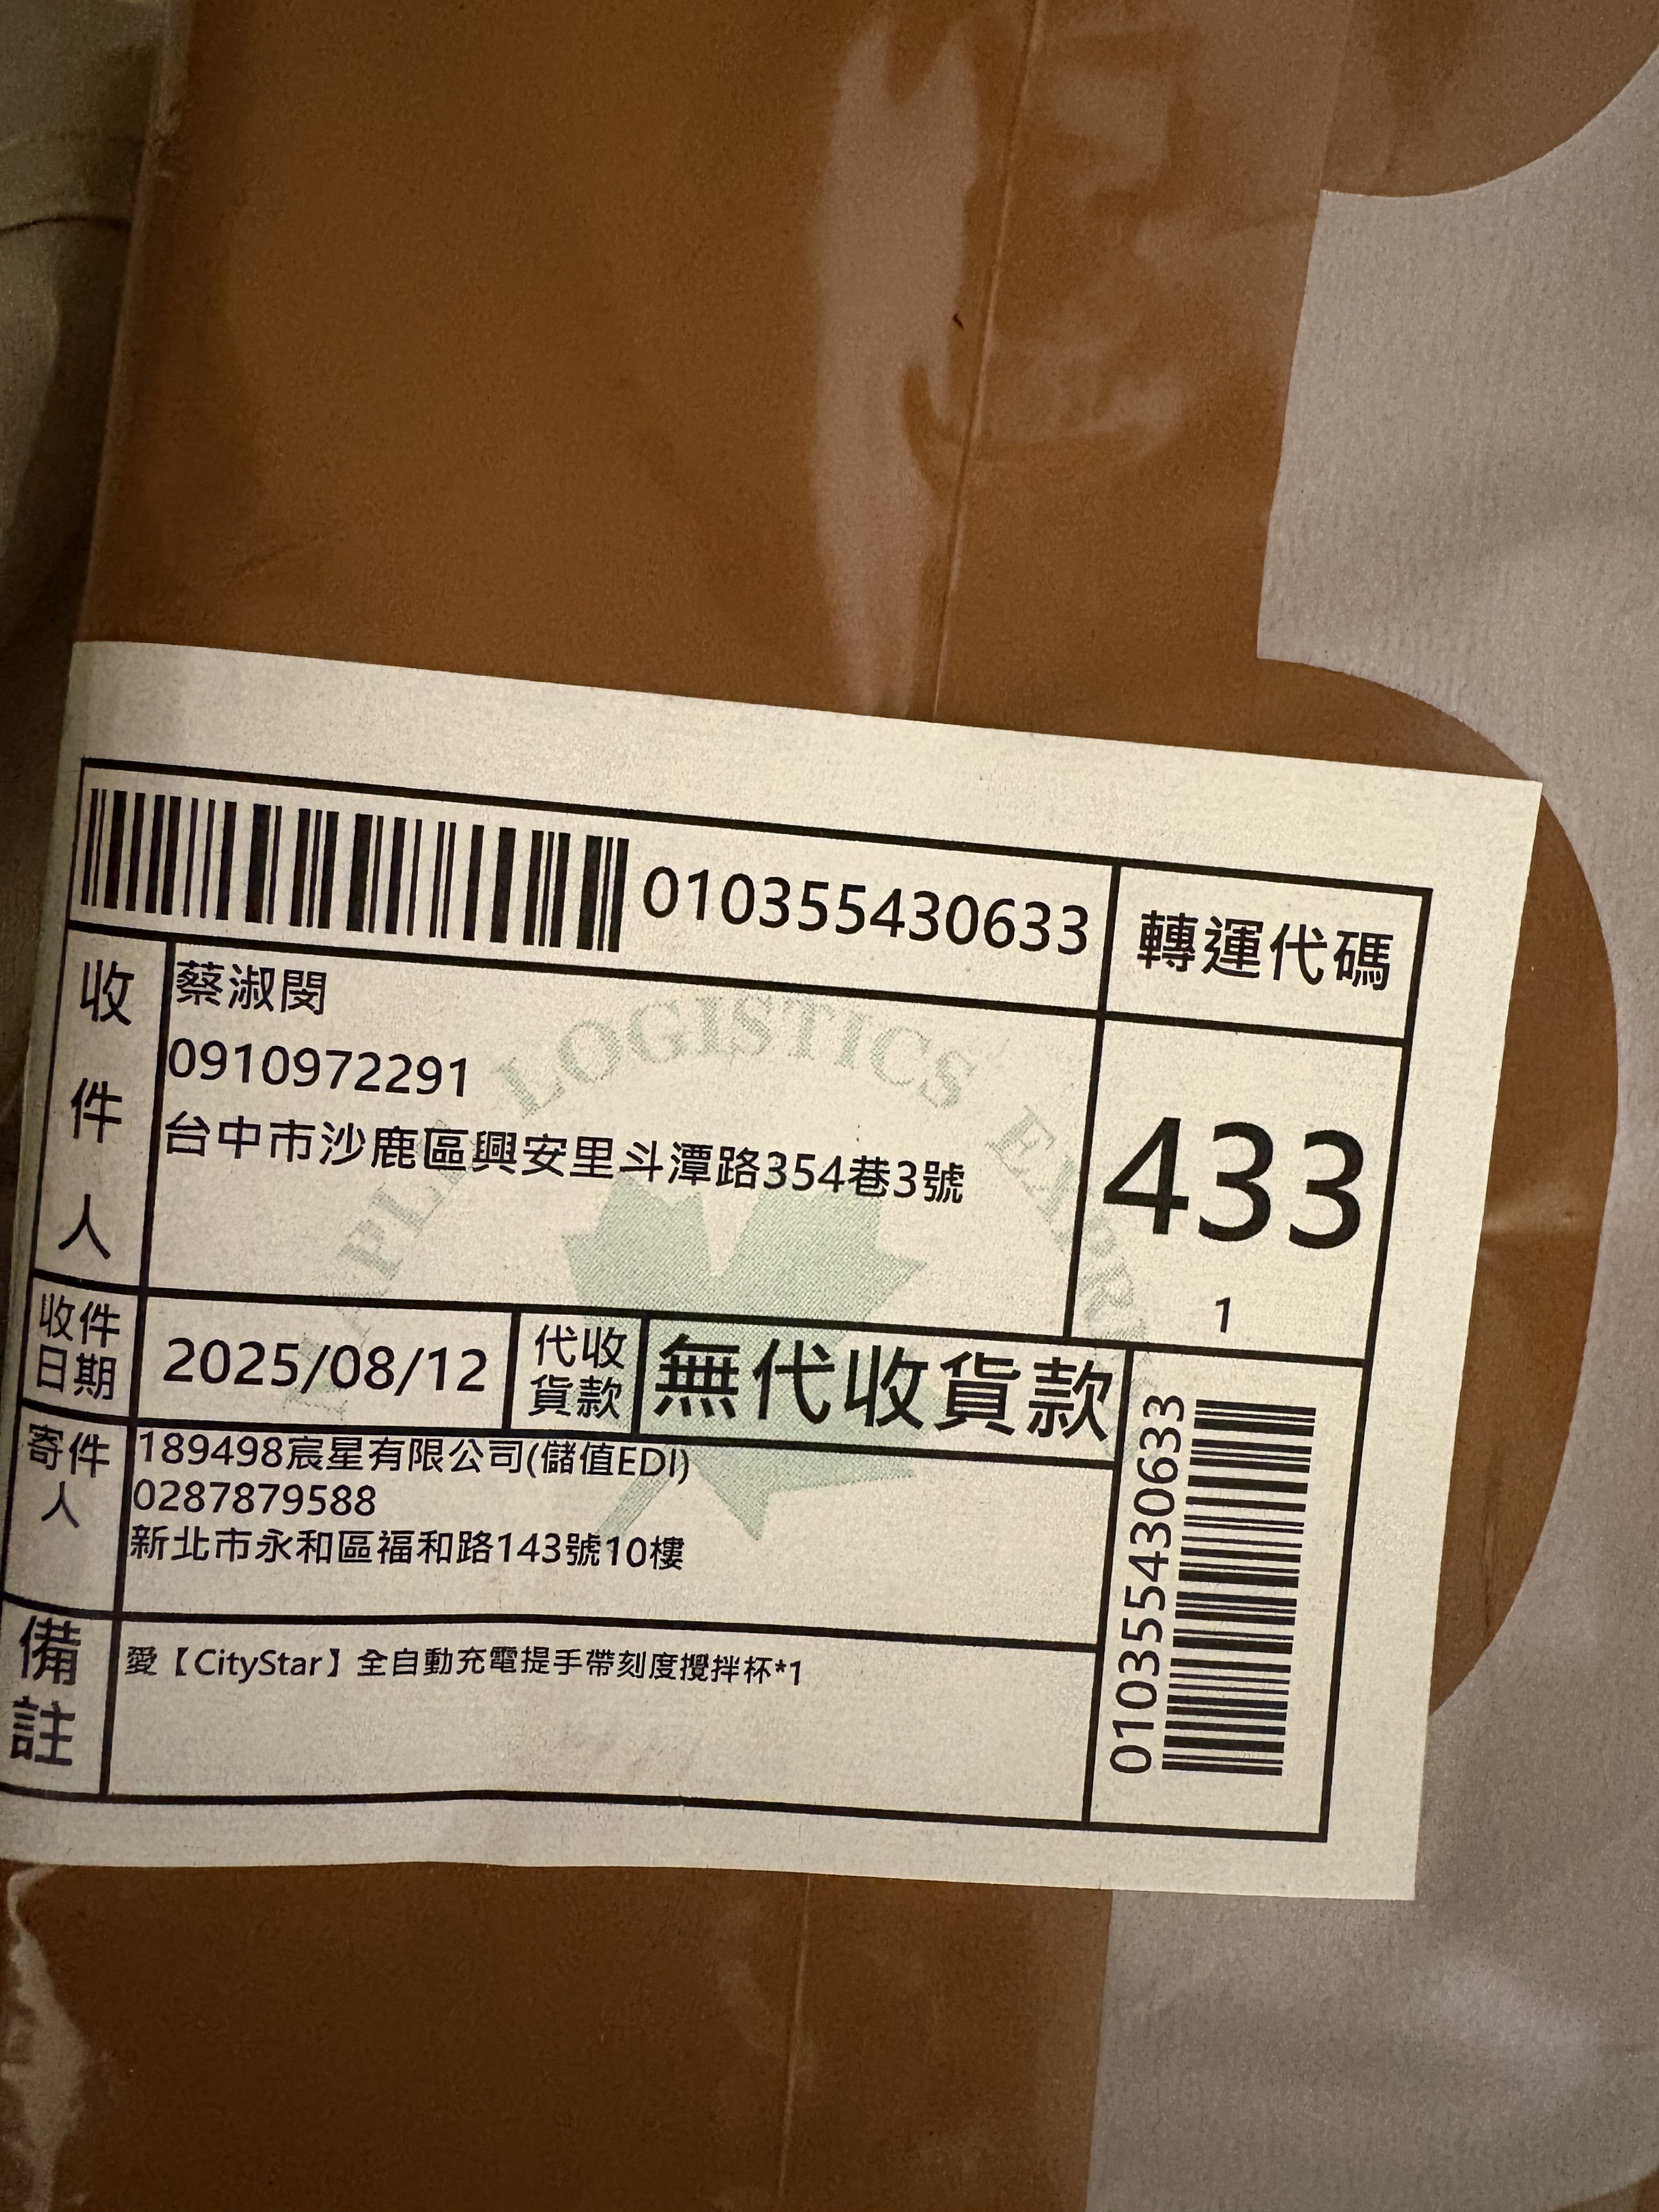 010355430633
轉運代碼
收件人
蔡淑閔
0910972291
台中市沙鹿區興安里斗潭路354巷3號
433
1
收件日期
2025/08/12
代收貨款
無代收貨款
寄件人
189498宸星有限公司(儲值EDI)
0287879588
新北市永和區福和路143號10樓
備註
愛【CityStar】全自動充電提手帶刻度攪拌杯*1
010355430633
MAPLE LOGISTICS EXPRESS